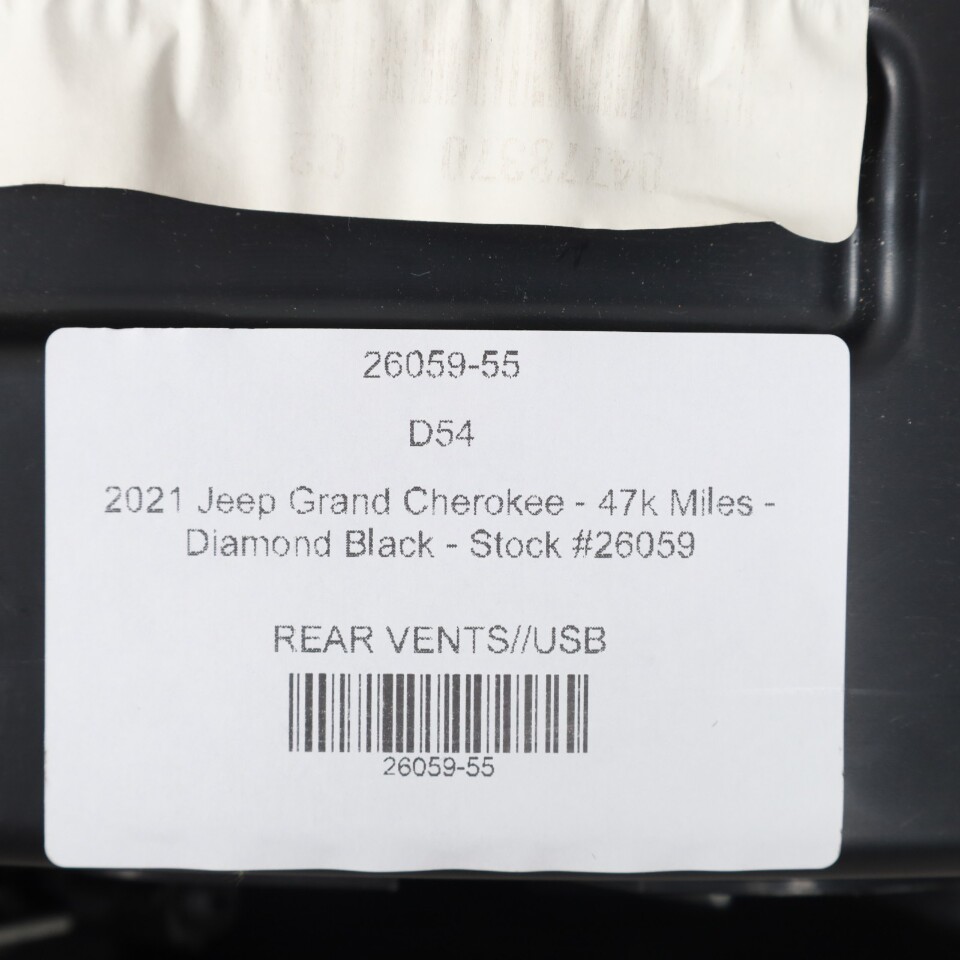 26059-55
D54
2021 Jeep Grand Cherokee - 47k Miles -
Diamond Black - Stock #26059
REAR VENTS//USB
26059-55